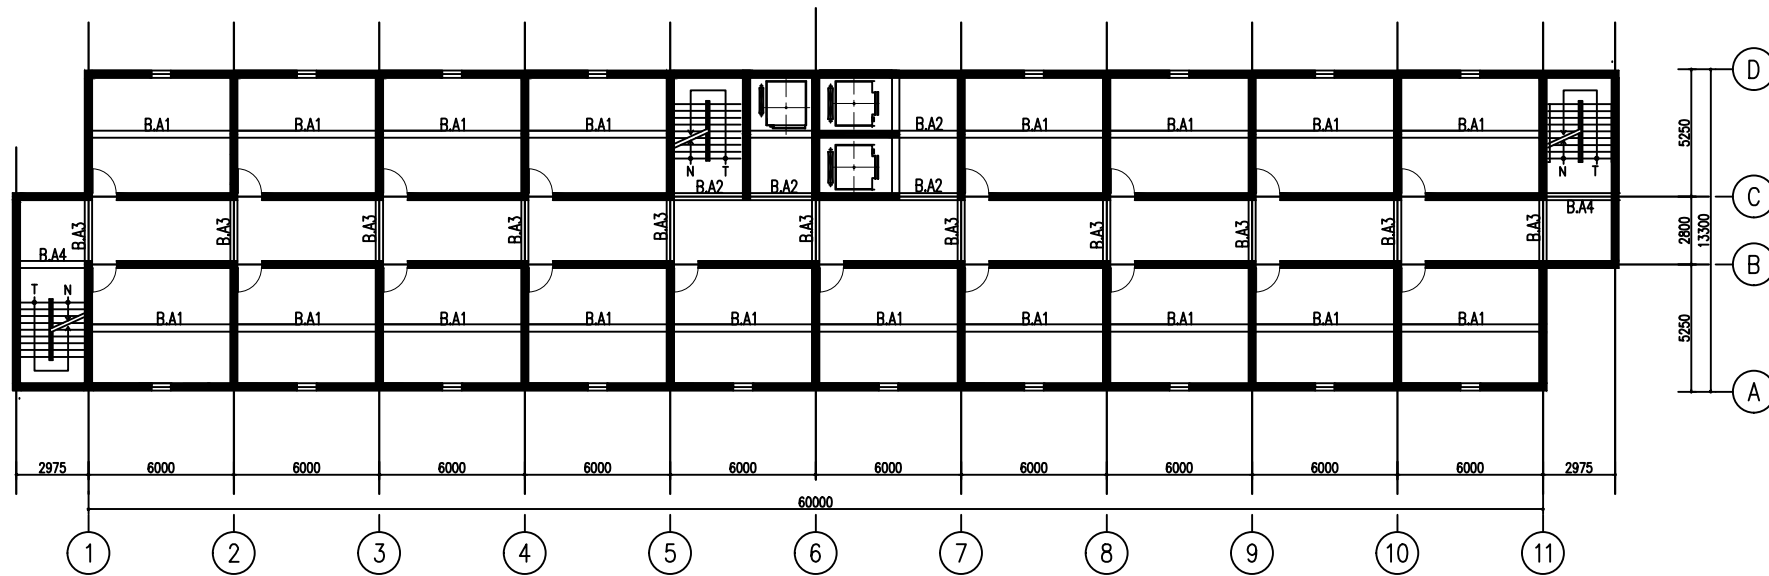 D
B.A1 B.A1 B.A1 B.A1 B.A2 B.A1 B.A1 B.A1 B.A1
5250
N T N T
B.A2 B.A2 B.A2
C
B.A4
B.A3 B.A3 B.A3 B.A3 B.A3 B.A3 B.A3 B.A3 B.A3 B.A3
2800 13300
B.A4
B
T N
B.A1 B.A1 B.A1 B.A1 B.A1 B.A1 B.A1 B.A1 B.A1 B.A1
5250
A
2975 6000 6000 6000 6000 6000 6000 6000 6000 6000 6000 2975
60000
1 2 3 4 5 6 7 8 9 10 11